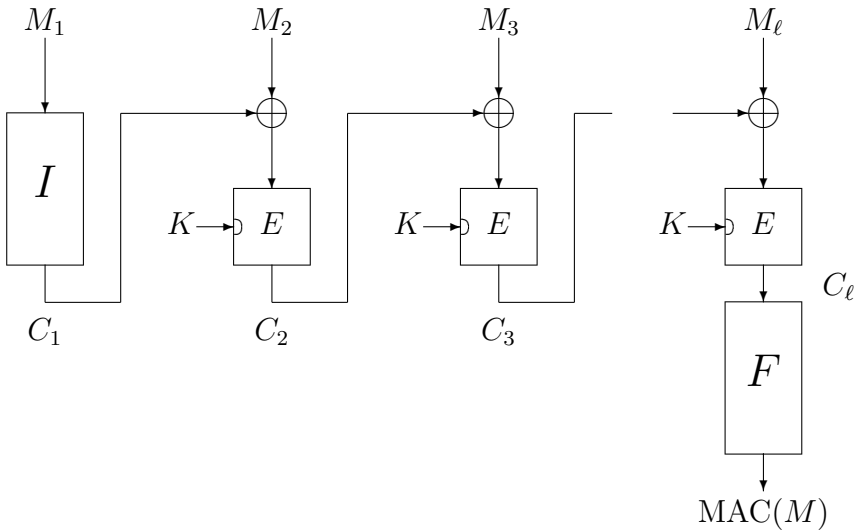 M₁ M₂ M₃ Mℓ
I
K E K E K E
C₁ C₂ C₃ Cℓ
F
MAC(M)